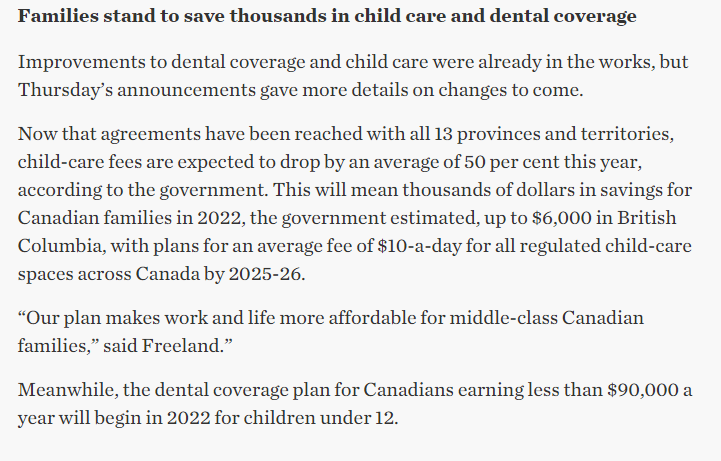 Families stand to save thousands in child care and dental coverage
Improvements to dental coverage and child care were already in the works, but
Thursday’s announcements gave more details on changes to come.
Now that agreements have been reached with all 13 provinces and territories,
child-care fees are expected to drop by an average of 50 per cent this year,
according to the government. This will mean thousands of dollars in savings for
Canadian families in 2022, the government estimated, up to $6,000 in British
Columbia, with plans for an average fee of $10-a-day for all regulated child-care
spaces across Canada by 2025-26.
“Our plan makes work and life more affordable for middle-class Canadian
families,” said Freeland.”
Meanwhile, the dental coverage plan for Canadians earning less than $90,000 a
year will begin in 2022 for children under 12.